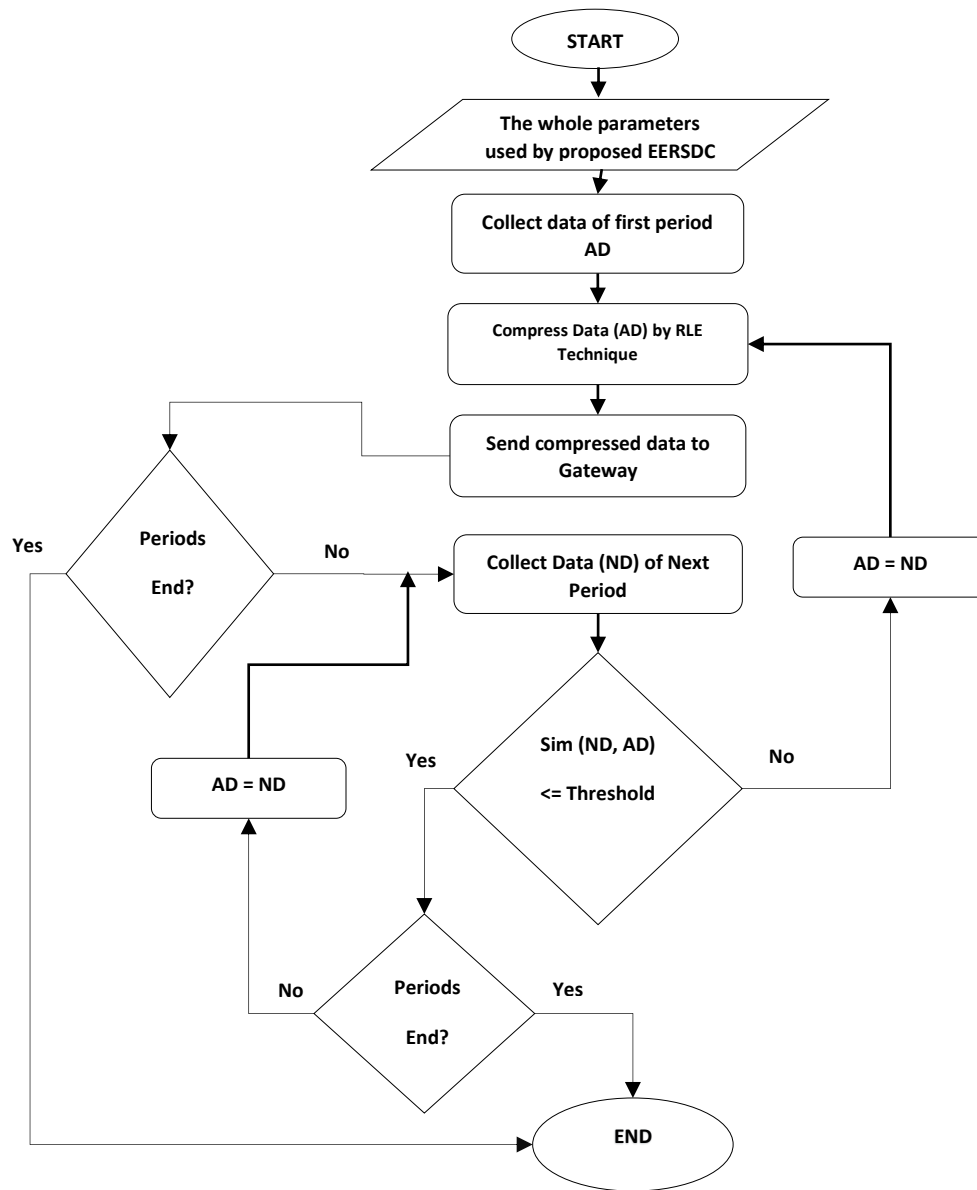 START
The whole parameters
used by proposed EERSDC
Collect data of first period
AD
Compress Data (AD) by RLE
Technique
Send compressed data to
Gateway
Yes
Periods
End?
No
Collect Data (ND) of Next
Period
AD = ND
Sim (ND, AD)
<= Threshold
Yes
No
AD = ND
No
Periods
End?
Yes
END